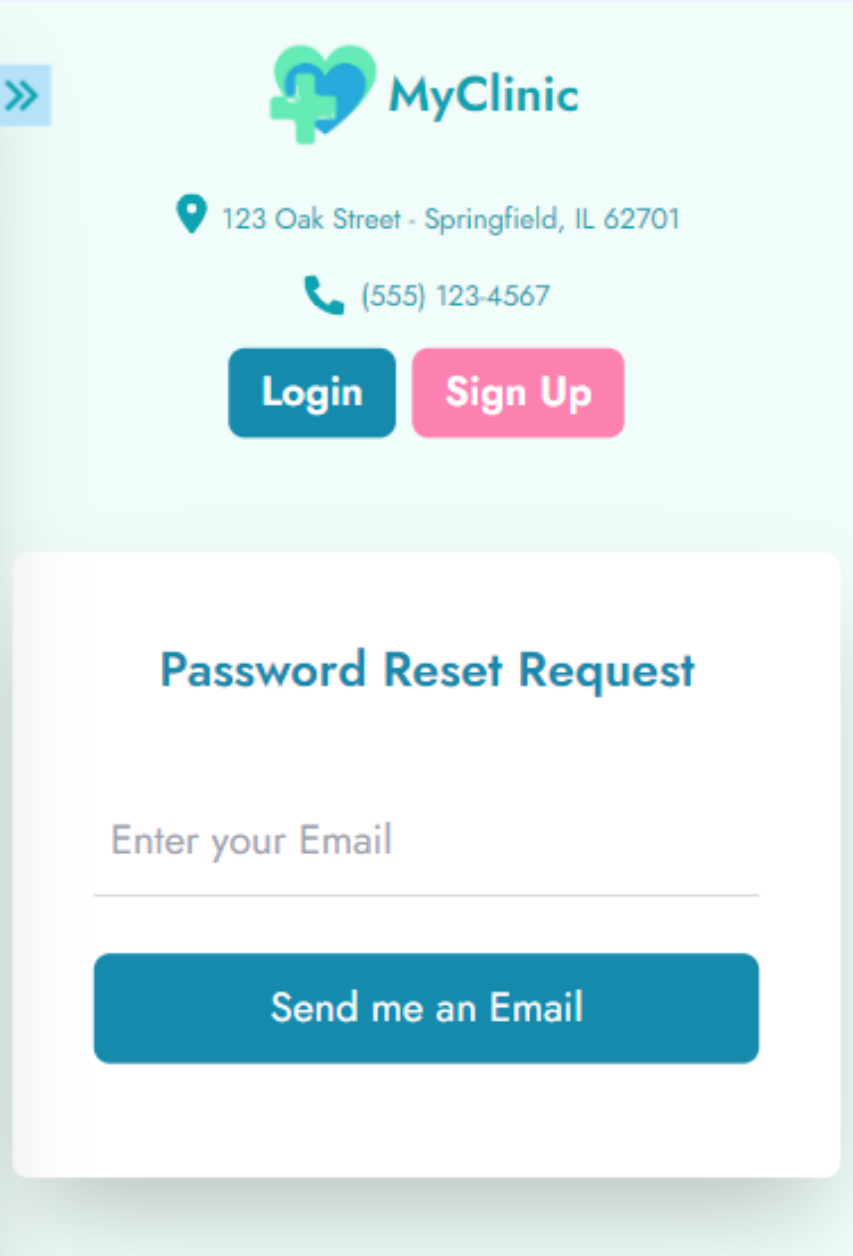 MyClinic
123 Oak Street - Springfield, IL 62701
(555) 123-4567
Login Sign Up
Password Reset Request
Enter your Email
Send me an Email